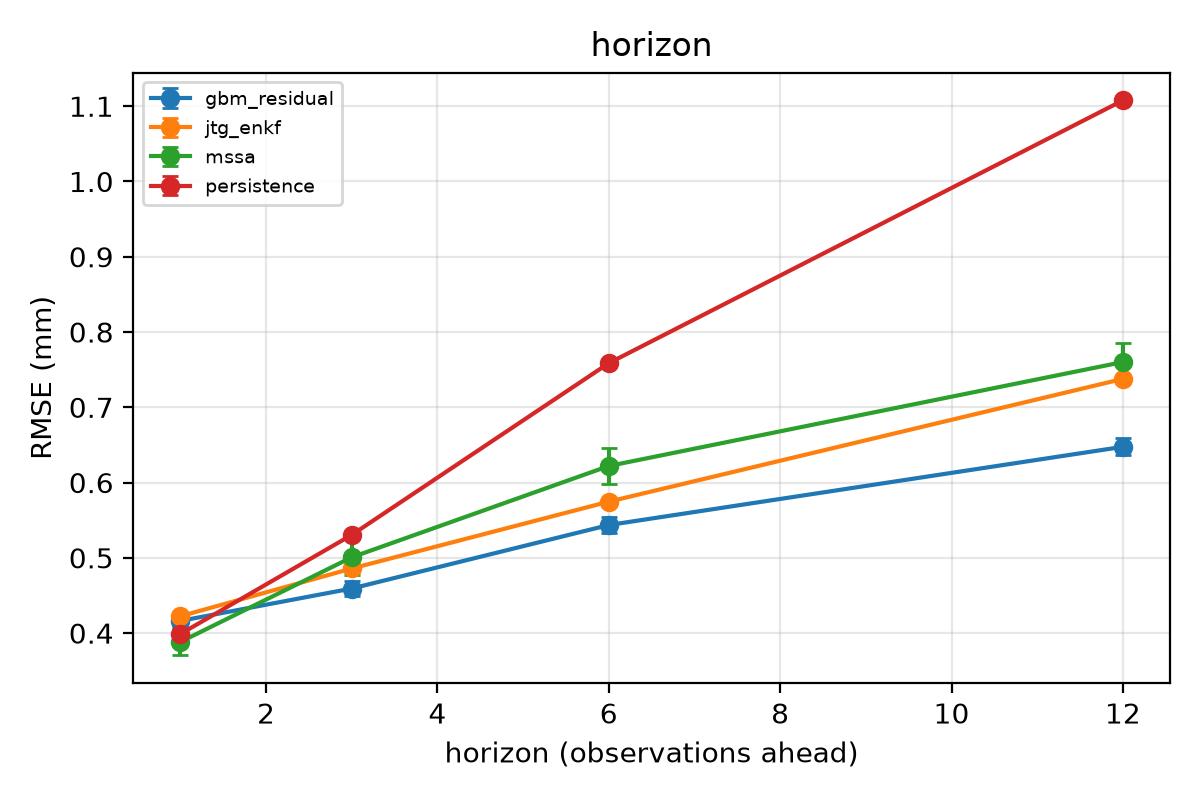 horizon
gbm_residual
jtg_enkf
mssa
persistence
1.1
1.0
0.9
0.8
0.7
0.6
0.5
0.4
RMSE (mm)
2 4 6 8 10 12
horizon (observations ahead)